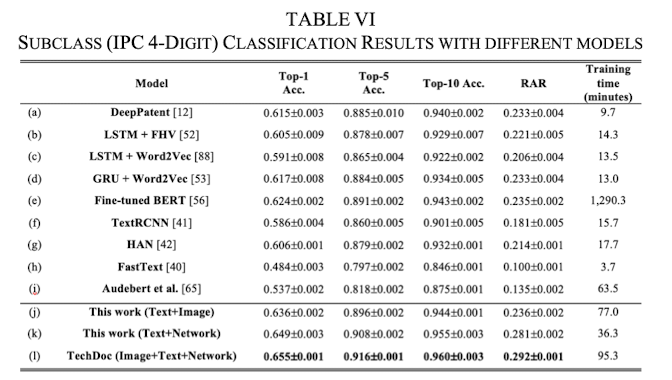 TABLE VI
SUBCLASS (IPC 4-DIGIT) CLASSIFICATION RESULTS WITH DIFFERENT MODELS
Model Top-1 Acc. Top-5 Acc. Top-10 Acc. RAR Training time (minutes)
(a) DeepPatent [12] 0.615±0.003 0.885±0.010 0.940±0.002 0.233±0.004 9.7
(b) LSTM + FHV [52] 0.605±0.009 0.878±0.007 0.929±0.007 0.221±0.005 14.3
(c) LSTM + Word2Vec [88] 0.591±0.008 0.865±0.004 0.922±0.002 0.206±0.004 13.5
(d) GRU + Word2Vec [53] 0.617±0.008 0.884±0.005 0.934±0.005 0.233±0.004 13.0
(e) Fine-tuned BERT [56] 0.624±0.002 0.891±0.002 0.943±0.002 0.235±0.002 1,290.3
(f) TextRCNN [41] 0.586±0.004 0.860±0.005 0.901±0.005 0.181±0.005 15.7
(g) HAN [42] 0.606±0.001 0.879±0.002 0.932±0.001 0.214±0.001 17.7
(h) FastText [40] 0.484±0.003 0.797±0.002 0.846±0.001 0.100±0.001 3.7
(i) Audebert et al. [65] 0.537±0.002 0.818±0.002 0.875±0.001 0.135±0.002 63.5
(j) This work (Text+Image) 0.636±0.002 0.896±0.002 0.944±0.001 0.236±0.002 77.0
(k) This work (Text+Network) 0.649±0.003 0.908±0.002 0.955±0.003 0.281±0.002 36.3
(l) TechDoc (Image+Text+Network) 0.655±0.001 0.916±0.001 0.960±0.003 0.292±0.001 95.3